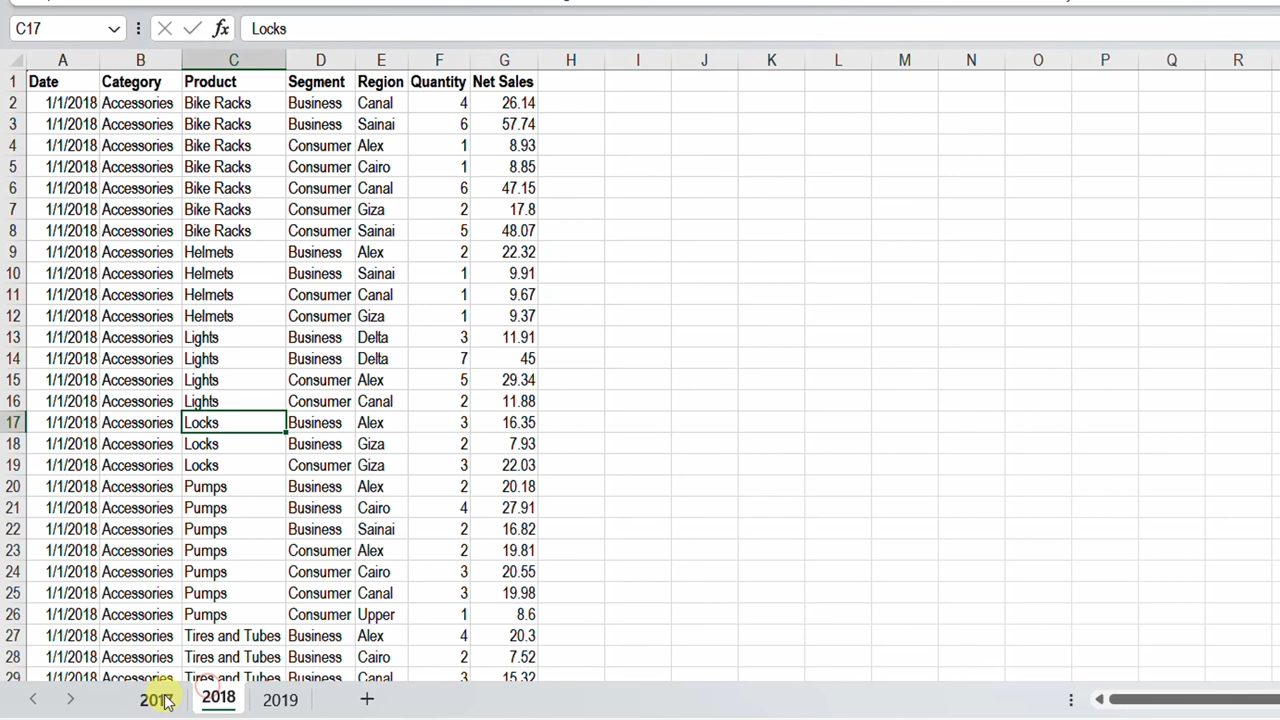 C17 fx Locks
A B C D E F G H I J K L M N O P Q R
1 Date Category Product Segment Region Quantity Net Sales
2 1/1/2018 Accessories Bike Racks Business Canal 4 26.14
3 1/1/2018 Accessories Bike Racks Business Sainai 6 57.74
4 1/1/2018 Accessories Bike Racks Consumer Alex 1 8.93
5 1/1/2018 Accessories Bike Racks Consumer Cairo 1 8.85
6 1/1/2018 Accessories Bike Racks Consumer Canal 6 47.15
7 1/1/2018 Accessories Bike Racks Consumer Giza 2 17.8
8 1/1/2018 Accessories Bike Racks Consumer Sainai 5 48.07
9 1/1/2018 Accessories Helmets Business Alex 2 22.32
10 1/1/2018 Accessories Helmets Business Sainai 1 9.91
11 1/1/2018 Accessories Helmets Consumer Canal 1 9.67
12 1/1/2018 Accessories Helmets Consumer Giza 1 9.37
13 1/1/2018 Accessories Lights Business Delta 3 11.91
14 1/1/2018 Accessories Lights Business Delta 7 45
15 1/1/2018 Accessories Lights Consumer Alex 5 29.34
16 1/1/2018 Accessories Lights Consumer Canal 2 11.88
17 1/1/2018 Accessories Locks Business Alex 3 16.35
18 1/1/2018 Accessories Locks Business Giza 2 7.93
19 1/1/2018 Accessories Locks Consumer Giza 3 22.03
20 1/1/2018 Accessories Pumps Business Alex 2 20.18
21 1/1/2018 Accessories Pumps Business Cairo 4 27.91
22 1/1/2018 Accessories Pumps Business Sainai 2 16.82
23 1/1/2018 Accessories Pumps Consumer Alex 2 19.81
24 1/1/2018 Accessories Pumps Consumer Cairo 3 20.55
25 1/1/2018 Accessories Pumps Consumer Canal 3 19.98
26 1/1/2018 Accessories Pumps Consumer Upper 1 8.6
27 1/1/2018 Accessories Tires and Tubes Business Alex 4 20.3
28 1/1/2018 Accessories Tires and Tubes Business Cairo 2 7.52
29 1/1/2018 Accessories Tires and Tubes Business Canal 3 15.32
2017 2018 2019